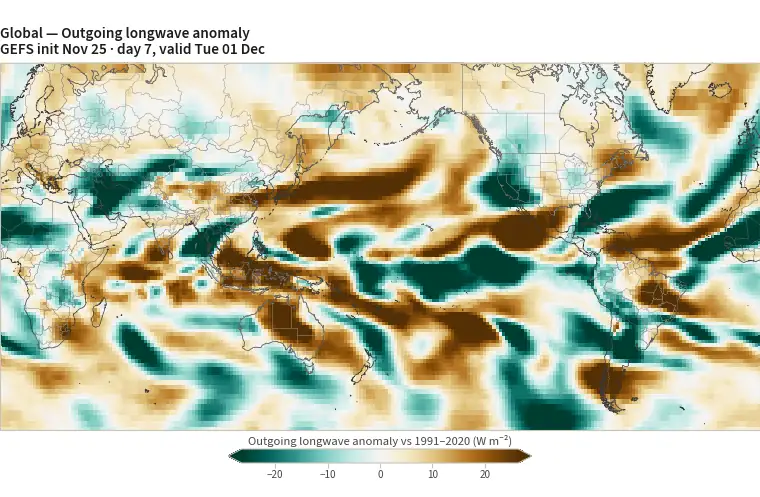 Global — Outgoing longwave anomaly
GEFS init Nov 25 · day 7, valid Tue 01 Dec
Outgoing longwave anomaly vs 1991–2020 (W m⁻²)
−20 −10 0 10 20